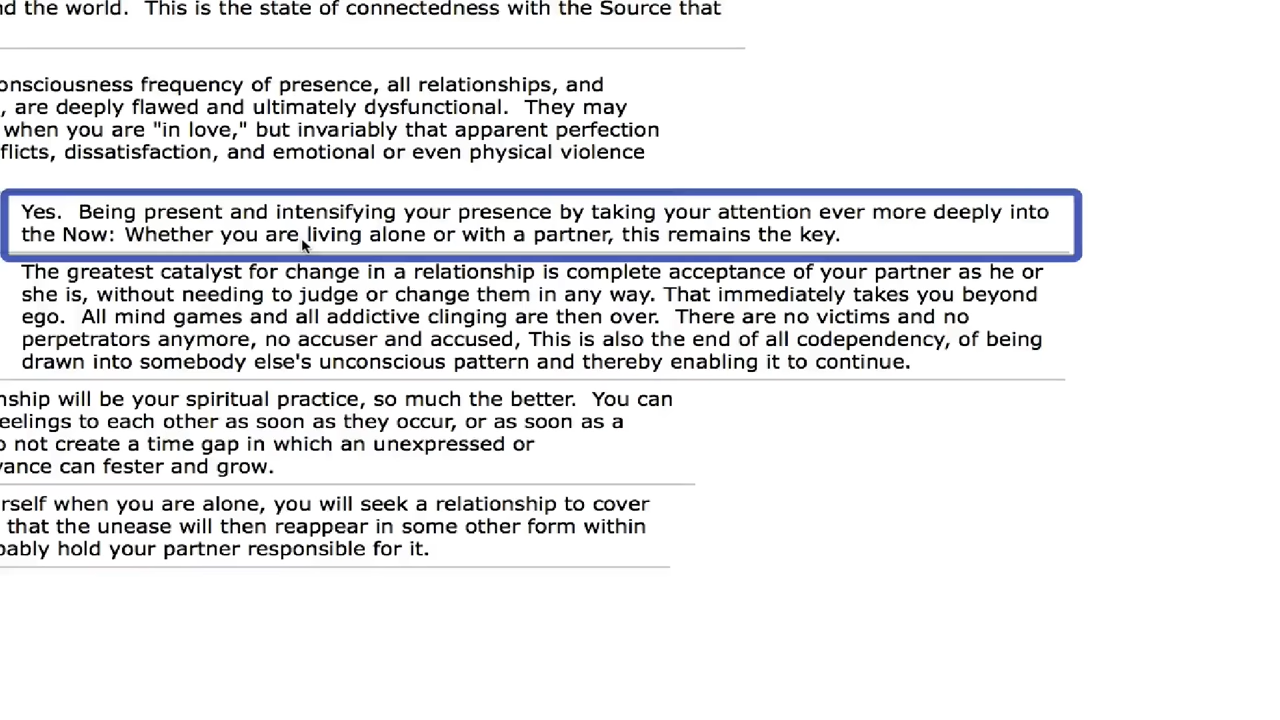 nd the world.  This is the state of connectedness with the Source that
onsciousness frequency of presence, all relationships, and
, are deeply flawed and ultimately dysfunctional.  They may
when you are "in love," but invariably that apparent perfection
flicts, dissatisfaction, and emotional or even physical violence
Yes.  Being present and intensifying your presence by taking your attention ever more deeply into
the Now: Whether you are living alone or with a partner, this remains the key.
The greatest catalyst for change in a relationship is complete acceptance of your partner as he or
she is, without needing to judge or change them in any way. That immediately takes you beyond
ego.  All mind games and all addictive clinging are then over.  There are no victims and no
perpetrators anymore, no accuser and accused, This is also the end of all codependency, of being
drawn into somebody else's unconscious pattern and thereby enabling it to continue.
nship will be your spiritual practice, so much the better.  You can
eelings to each other as soon as they occur, or as soon as a
o not create a time gap in which an unexpressed or
vance can fester and grow.
rself when you are alone, you will seek a relationship to cover
that the unease will then reappear in some other form within
bably hold your partner responsible for it.